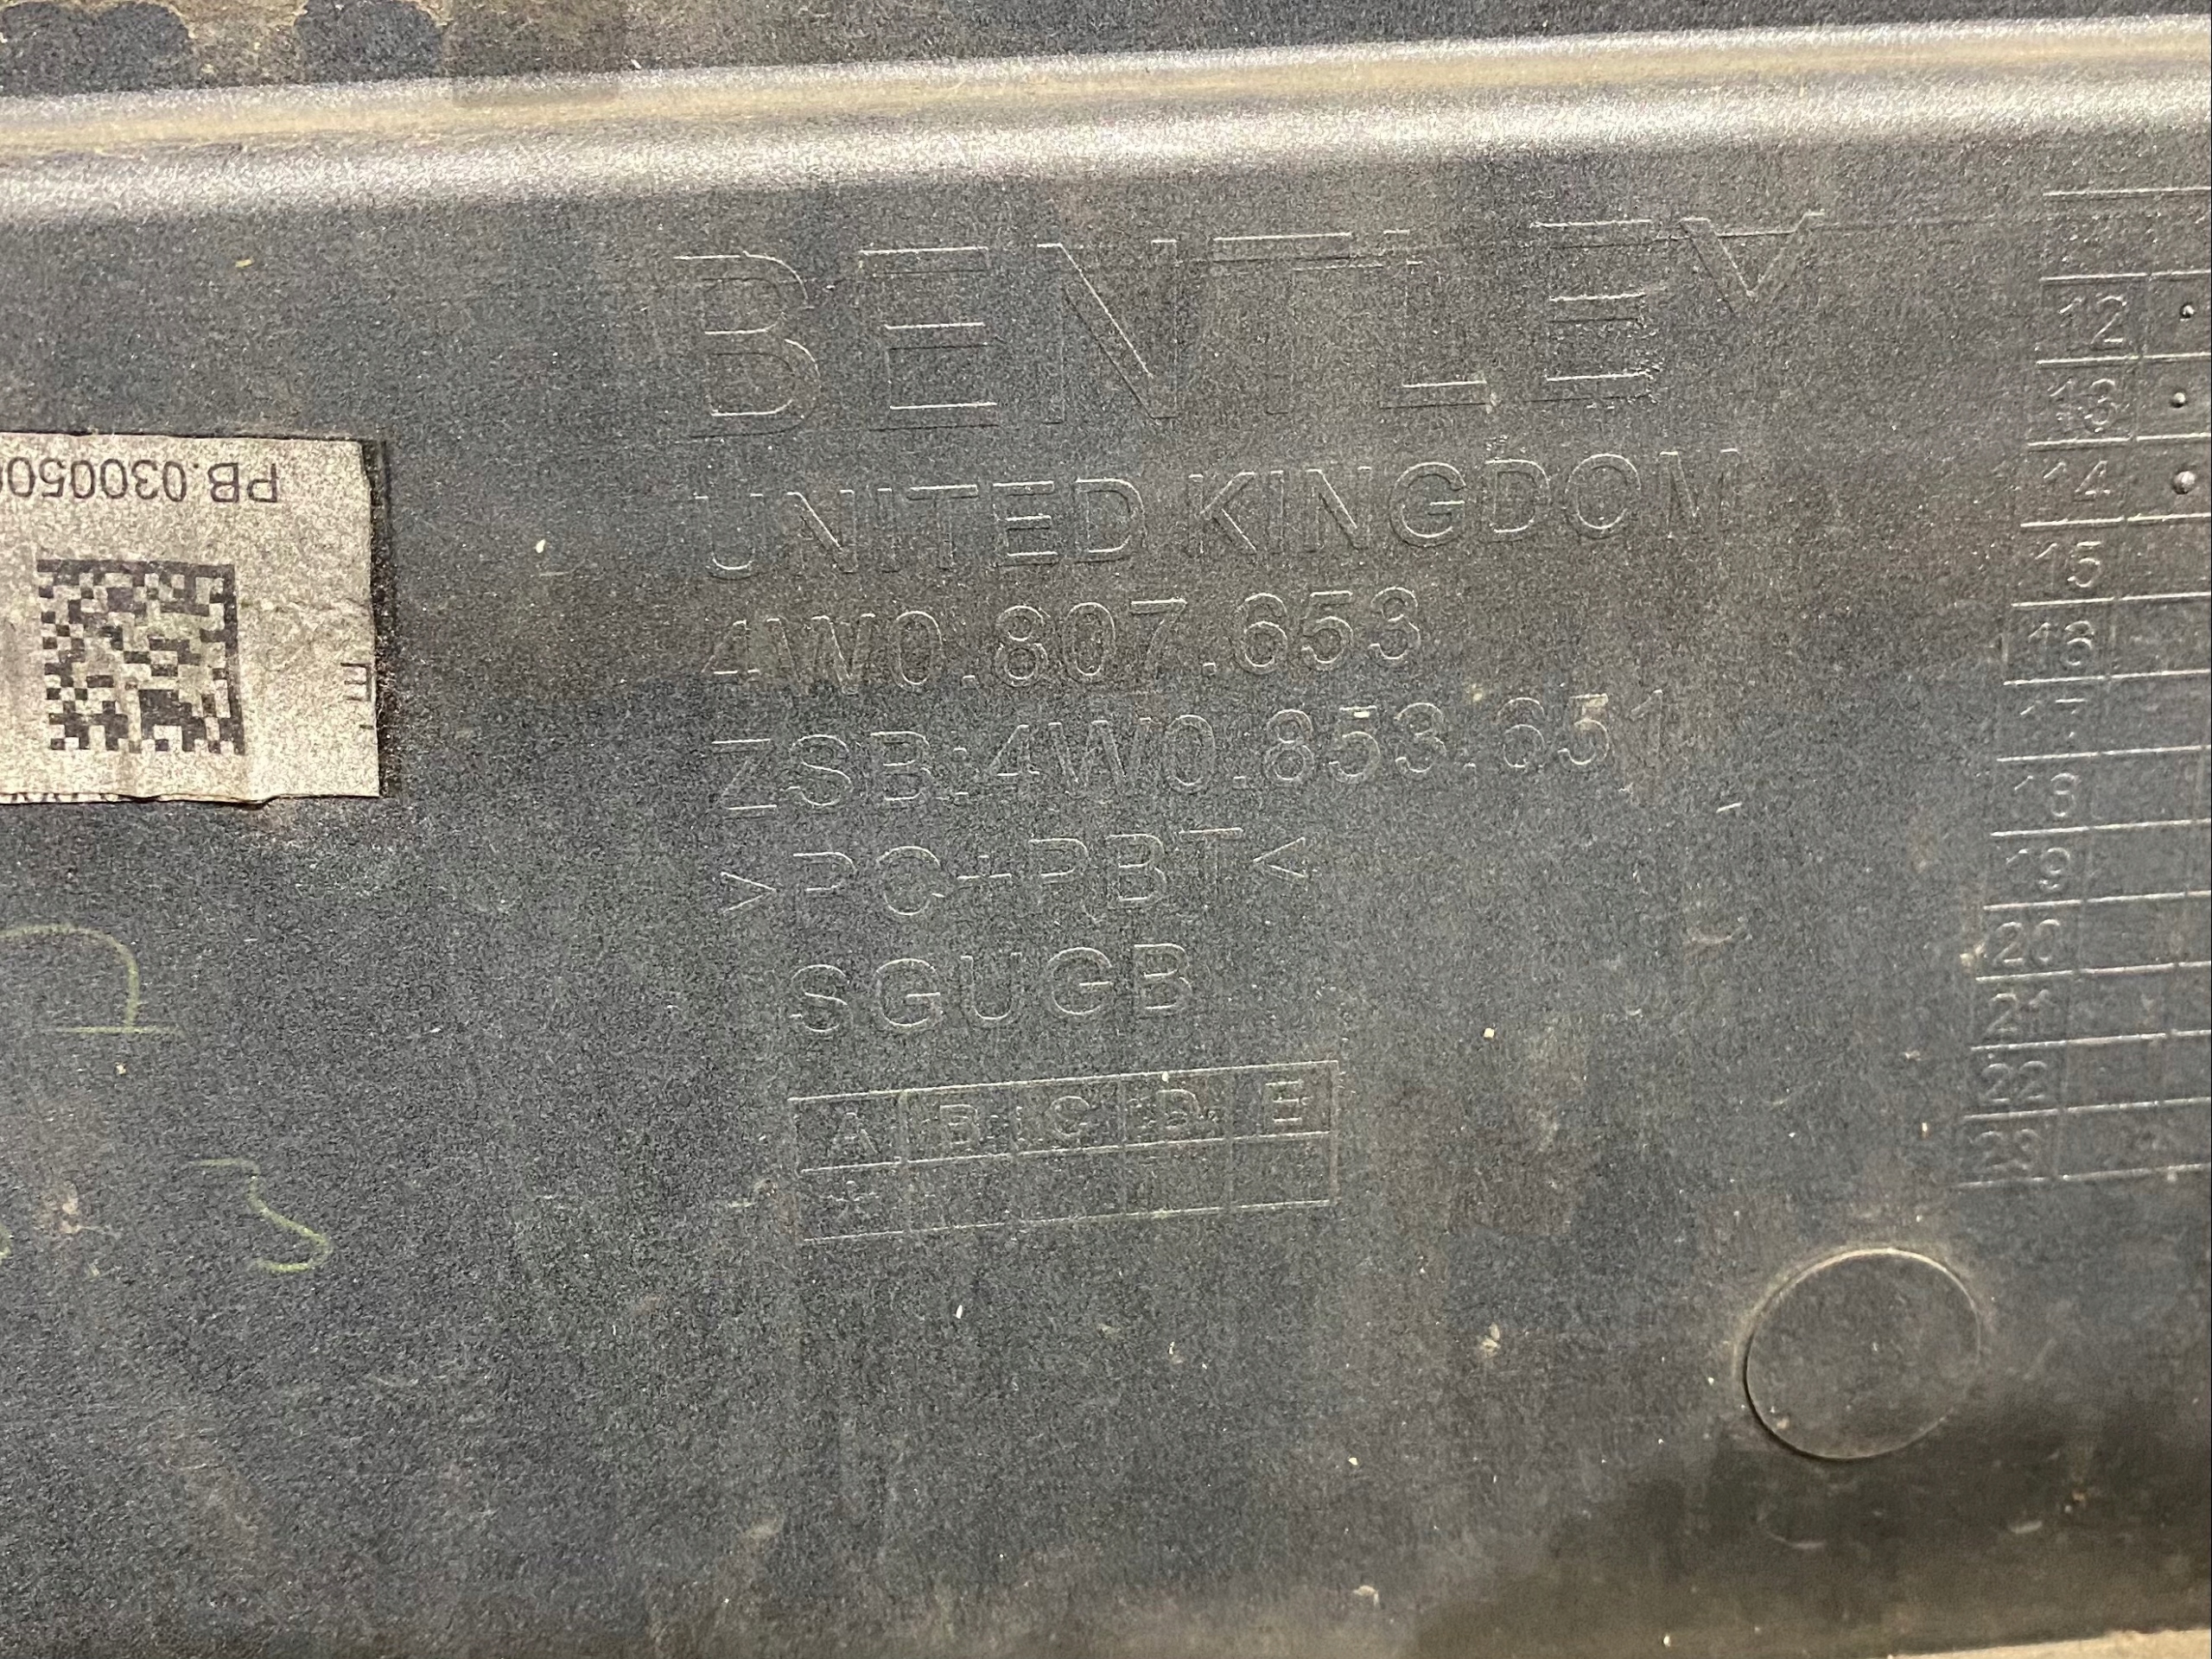 BENTLEY
UNITED KINGDOM
4W0.807.653
ZSB:4W0.853.651
>PC+PBT<
SGUGB
A B C D E
PB.030050
E
12
13
14
15
16
17
18
19
20
21
22
23